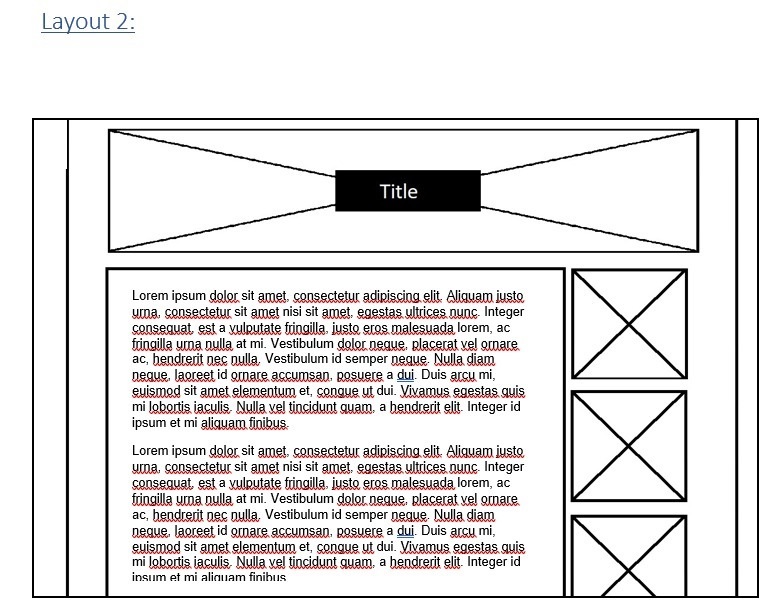 Layout 2:
Title
Lorem ipsum dolor sit amet, consectetur adipiscing elit. Aliquam justo
urna, consectetur sit amet nisi sit amet, egestas ultrices nunc. Integer
consequat, est a vulputate fringilla, justo eros malesuada lorem, ac
fringilla urna nulla at mi. Vestibulum dolor neque, placerat vel ornare
ac, hendrerit nec nulla. Vestibulum id semper neque. Nulla diam
neque, laoreet id ornare accumsan, posuere a dui. Duis arcu mi,
euismod sit amet elementum et, congue ut dui. Vivamus egestas quis
mi lobortis iaculis. Nulla vel tincidunt quam, a hendrerit elit. Integer id
ipsum et mi aliquam finibus.
Lorem ipsum dolor sit amet, consectetur adipiscing elit. Aliquam justo
urna, consectetur sit amet nisi sit amet, egestas ultrices nunc. Integer
consequat, est a vulputate fringilla, justo eros malesuada lorem, ac
fringilla urna nulla at mi. Vestibulum dolor neque, placerat vel ornare
ac, hendrerit nec nulla. Vestibulum id semper neque. Nulla diam
neque, laoreet id ornare accumsan, posuere a dui. Duis arcu mi,
euismod sit amet elementum et, congue ut dui. Vivamus egestas quis
mi lobortis iaculis. Nulla vel tincidunt quam, a hendrerit elit. Integer id
ipsum et mi aliquam finibus